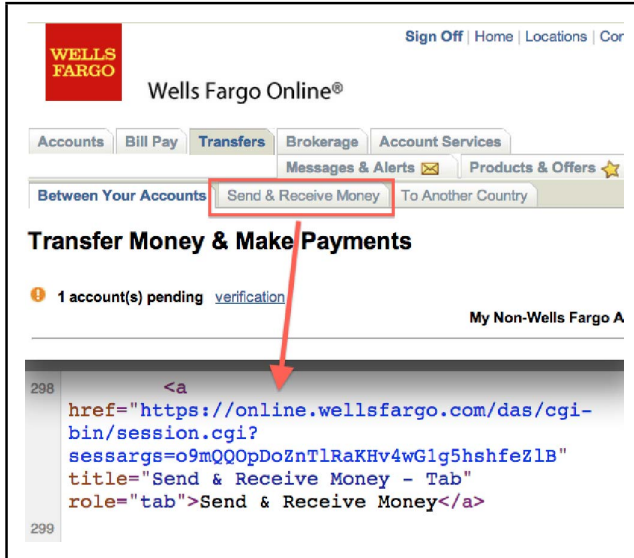 Sign Off | Home | Locations | Cor
WELLS
FARGO
Wells Fargo Online®
Accounts Bill Pay Transfers Brokerage Account Services
Messages & Alerts Products & Offers
Between Your Accounts Send & Receive Money To Another Country
Transfer Money & Make Payments
1 account(s) pending verification
My Non-Wells Fargo A
298 <a
href="https://online.wellsfargo.com/das/cgi-
bin/session.cgi?
sessargs=o9mQQOpDoZnTlRaKHv4wG1g5hshfeZlB"
title="Send & Receive Money - Tab"
role="tab">Send & Receive Money</a>
299